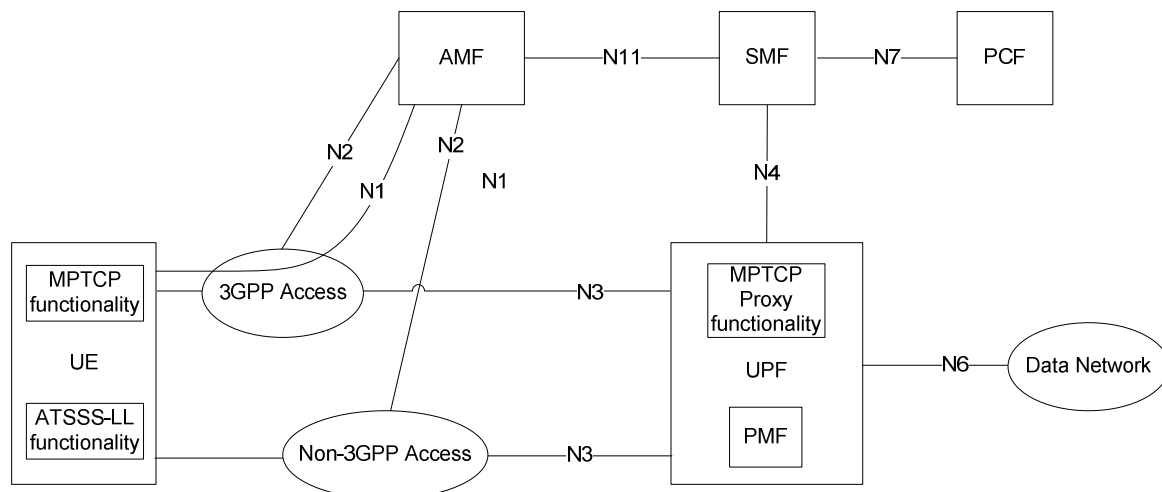 AMF
N11
SMF
N7
PCF
N2
N2
N1
N1
N4
MPTCP
functionality
3GPP Access
N3
MPTCP
Proxy
functionality
UE
UPF
N6
Data Network
ATSSS-LL
functionality
Non-3GPP Access
N3
PMF